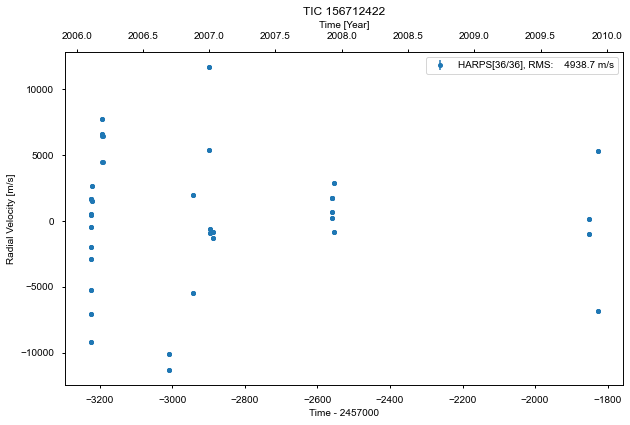 TIC 156712422
Time [Year]
2006.0 2006.5 2007.0 2007.5 2008.0 2008.5 2009.0 2009.5 2010.0
HARPS[36/36], RMS: 4938.7 m/s
10000
5000
0
−5000
−10000
Radial Velocity [m/s]
−3200 −3000 −2800 −2600 −2400 −2200 −2000 −1800
Time - 2457000